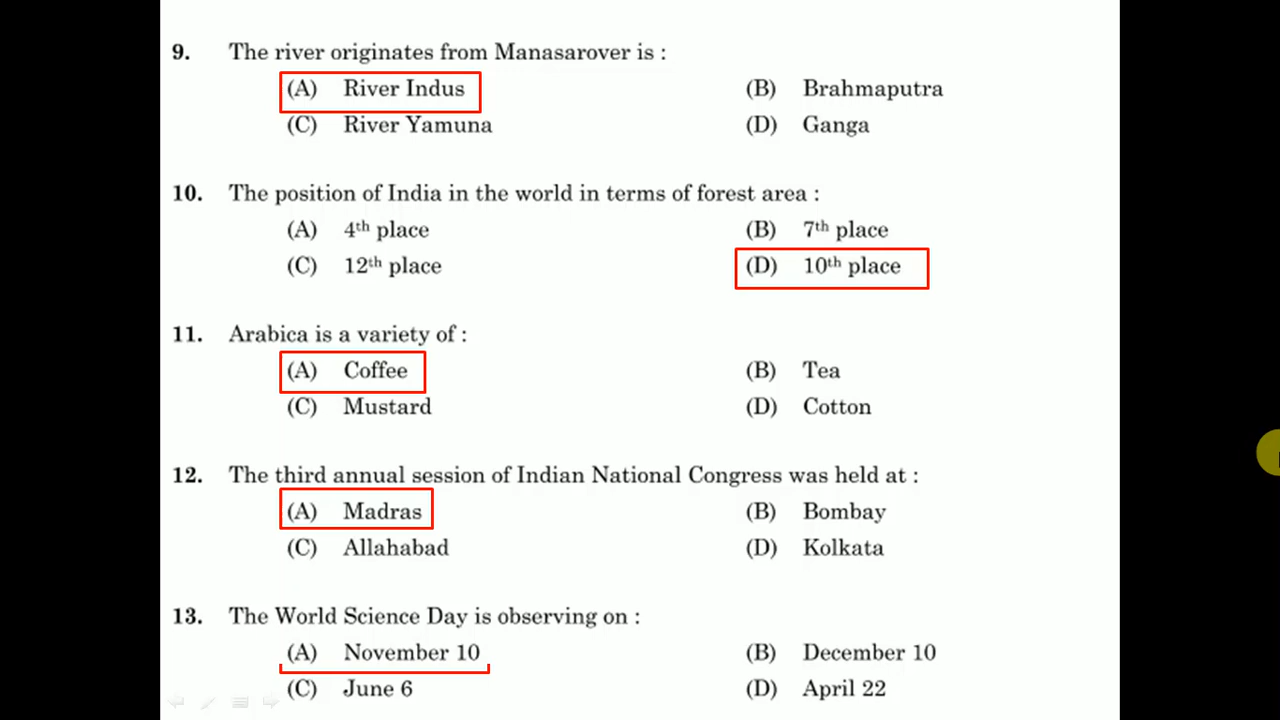 9. The river originates from Manasarover is :
(A) River Indus (B) Brahmaputra
(C) River Yamuna (D) Ganga
10. The position of India in the world in terms of forest area :
(A) 4th place (B) 7th place
(C) 12th place (D) 10th place
11. Arabica is a variety of :
(A) Coffee (B) Tea
(C) Mustard (D) Cotton
12. The third annual session of Indian National Congress was held at :
(A) Madras (B) Bombay
(C) Allahabad (D) Kolkata
13. The World Science Day is observing on :
(A) November 10 (B) December 10
(C) June 6 (D) April 22